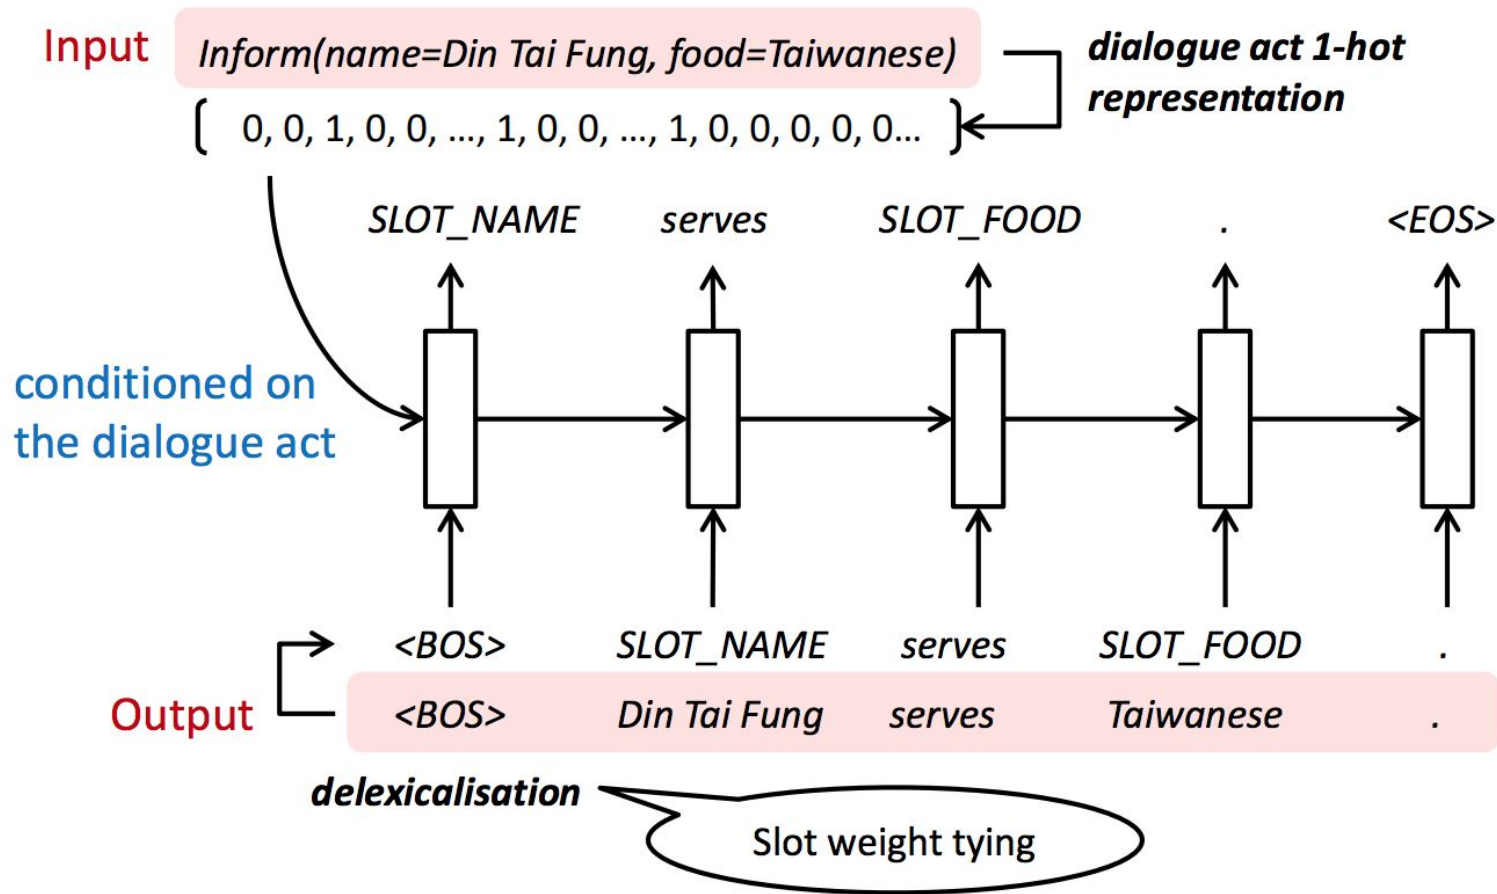 Input
Inform(name=Din Tai Fung, food=Taiwanese)
dialogue act 1-hot
representation
[ 0, 0, 1, 0, 0, …, 1, 0, 0, …, 1, 0, 0, 0, 0, 0… ]
SLOT_NAME serves SLOT_FOOD . <EOS>
conditioned on
the dialogue act
<BOS> SLOT_NAME serves SLOT_FOOD .
Output
<BOS> Din Tai Fung serves Taiwanese .
delexicalisation
Slot weight tying